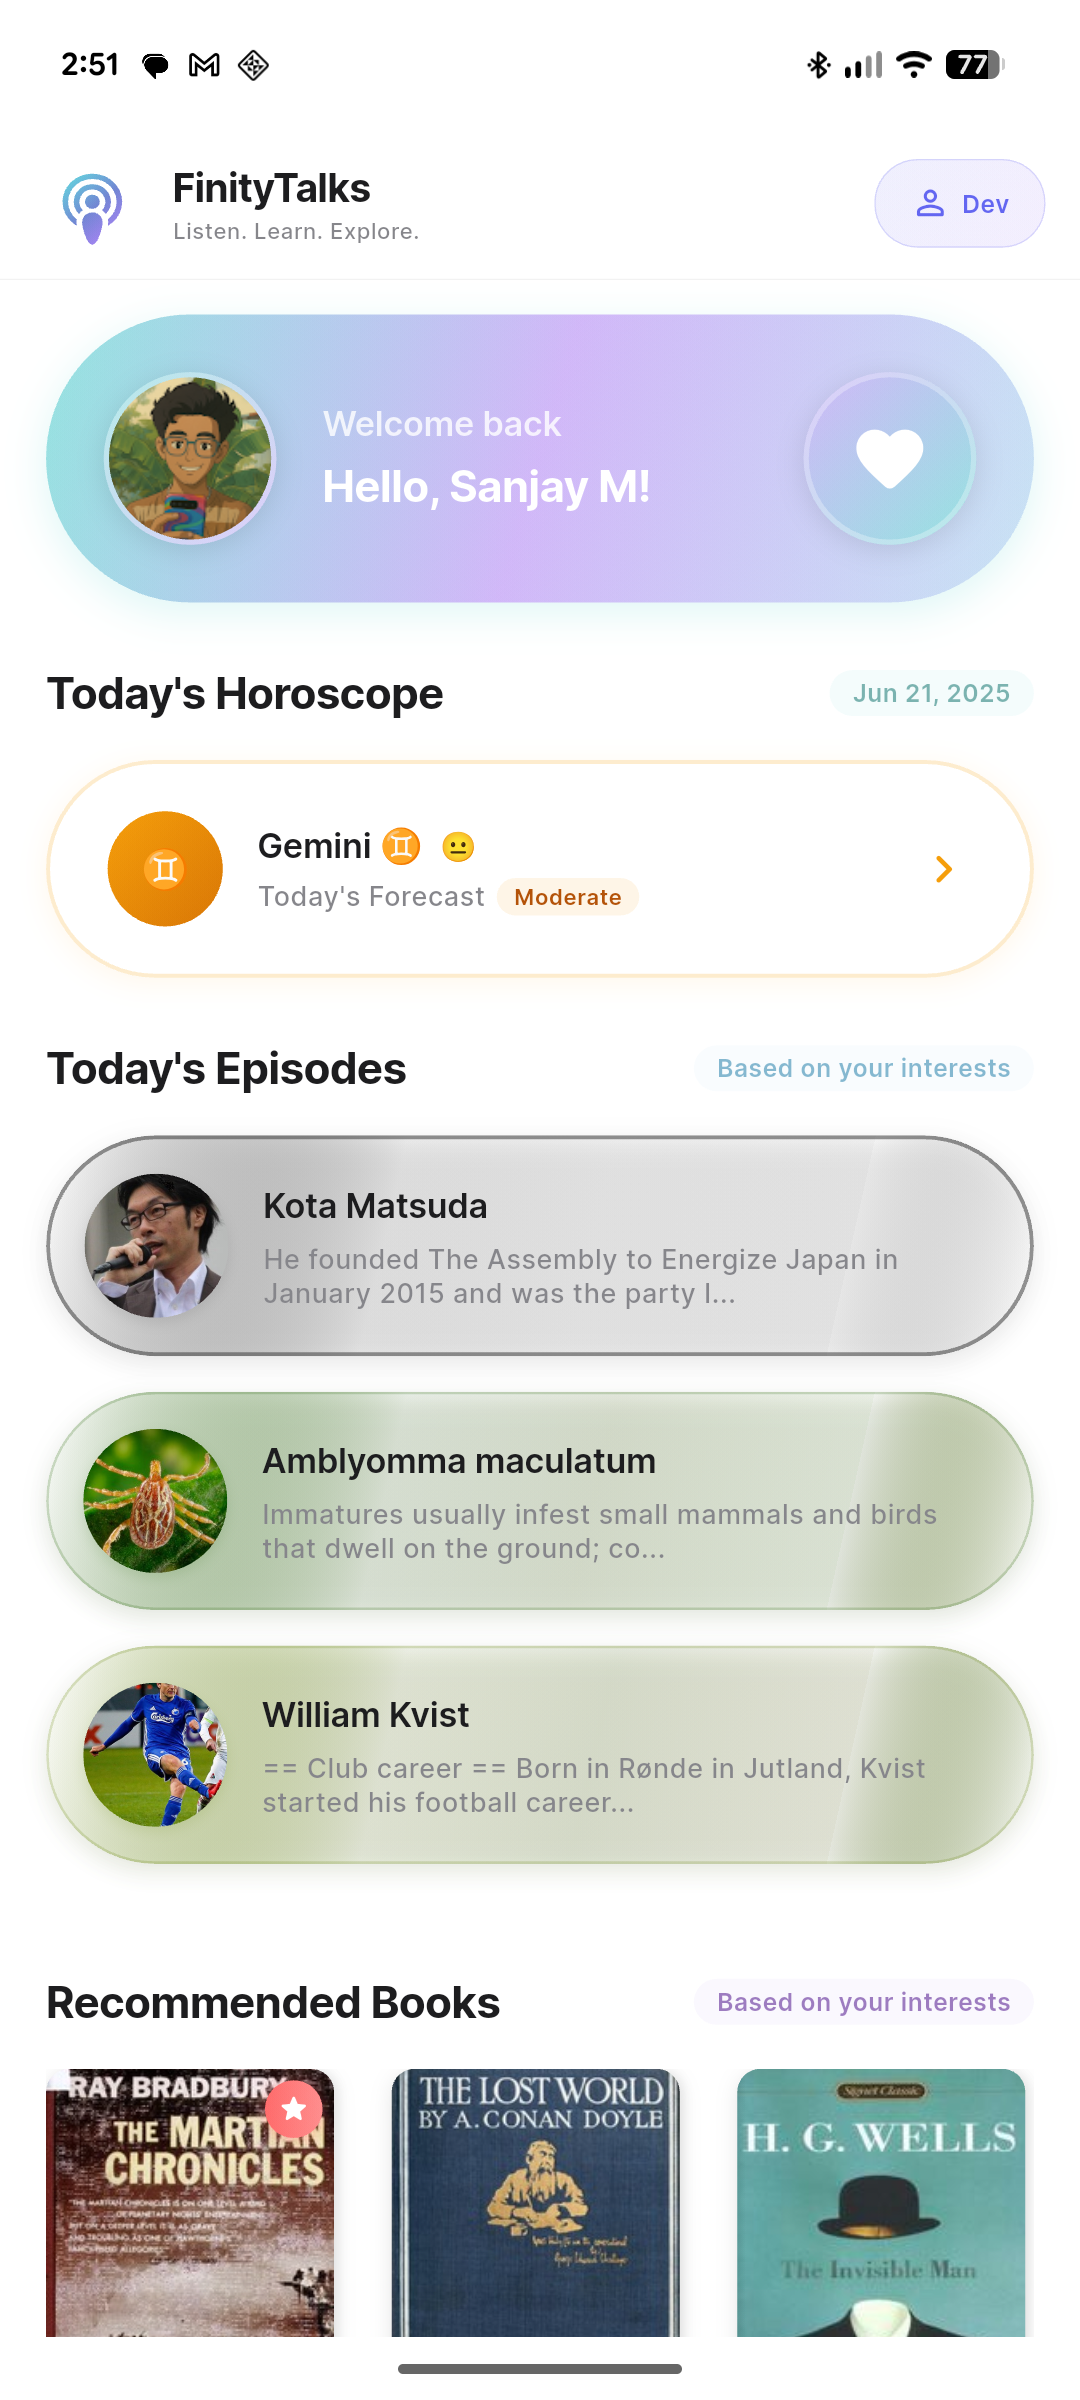 2:51
77
FinityTalks
Listen. Learn. Explore.
Dev
Welcome back
Hello, Sanjay M!
Today's Horoscope
Jun 21, 2025
Gemini ♊ 😐
Today's Forecast
Moderate
Today's Episodes
Based on your interests
Kota Matsuda
He founded The Assembly to Energize Japan in
January 2015 and was the party l...
Amblyomma maculatum
Immatures usually infest small mammals and birds
that dwell on the ground; co...
William Kvist
== Club career == Born in Rønde in Jutland, Kvist
started his football career...
Recommended Books
Based on your interests
RAY BRADBURY
THE MARTIAN
CHRONICLES
THE LOST WORLD
BY A. CONAN DOYLE
Signet Classic
H. G. WELLS
The Invisible Man